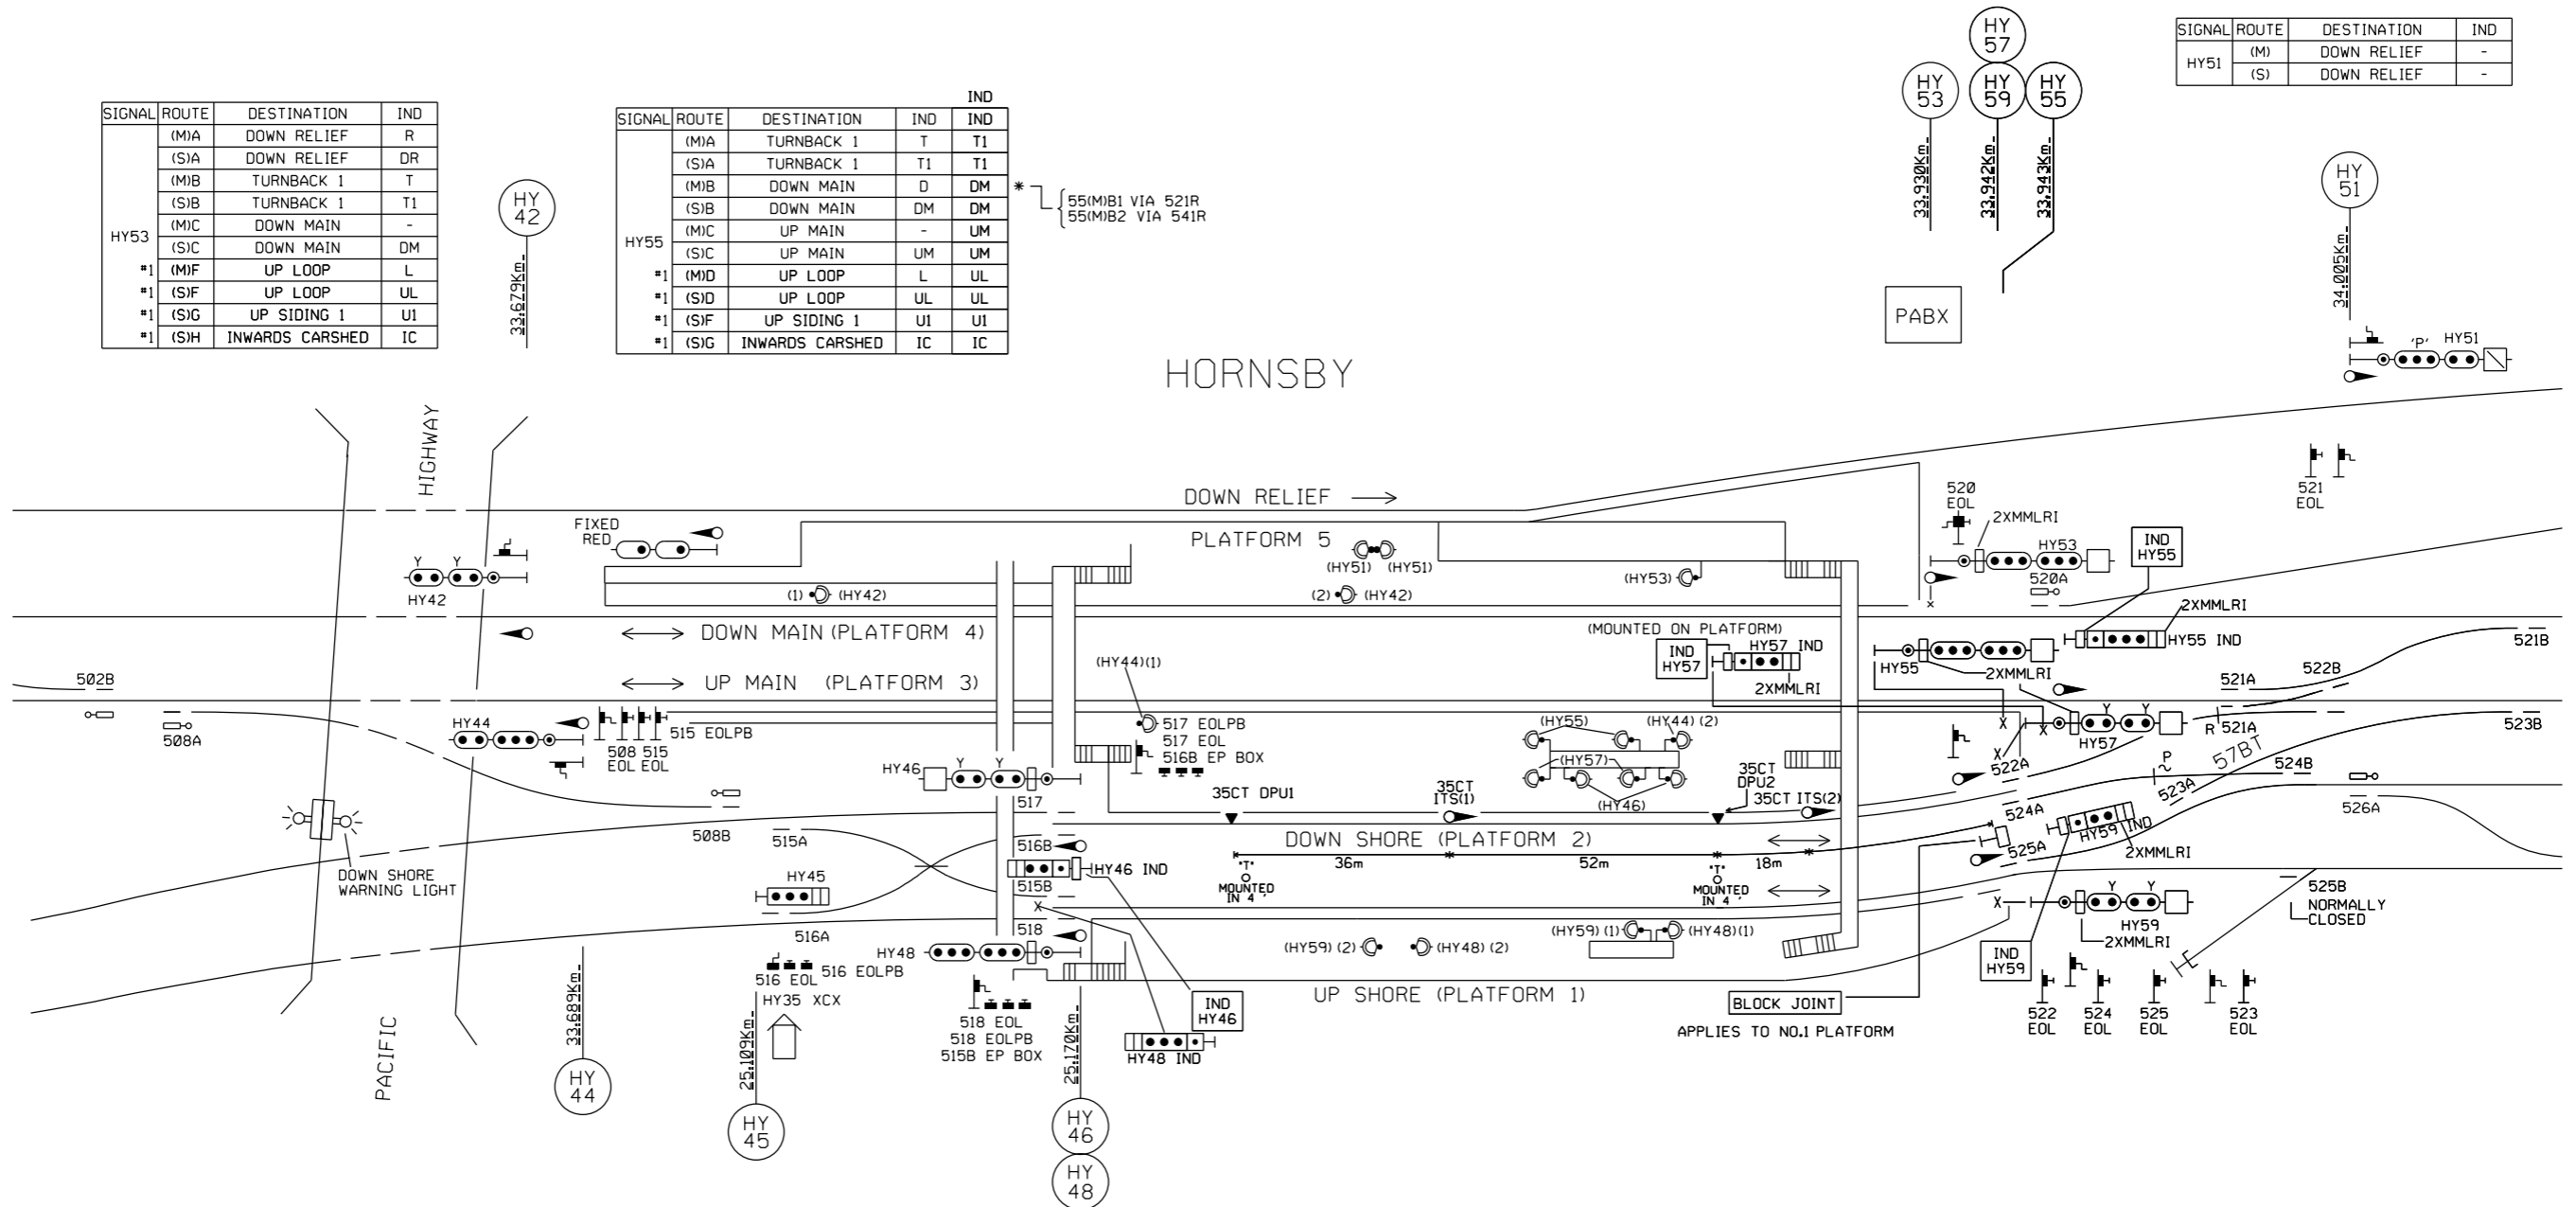 HY 57
HY 53
HY 59
HY 55
33.930Km
33.942Km
33.943Km
SIGNAL ROUTE DESTINATION IND
HY51
(M) DOWN RELIEF -
(S) DOWN RELIEF -
SIGNAL ROUTE DESTINATION IND
HY53
(M)A DOWN RELIEF R
(S)A DOWN RELIEF DR
(M)B TURNBACK 1 T
(S)B TURNBACK 1 T1
(M)C DOWN MAIN -
(S)C DOWN MAIN DM
#1 (M)F UP LOOP L
#1 (S)F UP LOOP UL
#1 (S)G UP SIDING 1 U1
#1 (S)H INWARDS CARSHED IC
HY 42
33.679Km
IND
SIGNAL ROUTE DESTINATION IND IND
HY55
(M)A TURNBACK 1 T T1
(S)A TURNBACK 1 T1 T1
(M)B DOWN MAIN D DM *
(S)B DOWN MAIN DM DM
(M)C UP MAIN - UM
(S)C UP MAIN UM UM
#1 (M)D UP LOOP L UL
#1 (S)D UP LOOP UL UL
#1 (S)F UP SIDING 1 U1 U1
#1 (S)G INWARDS CARSHED IC IC
55(M)B1 VIA 521R
55(M)B2 VIA 541R
PABX
HY 51
34.005Km
'P' HY51
HORNSBY
HIGHWAY
DOWN RELIEF
PLATFORM 5
FIXED
RED
Y Y
HY42
(1) (HY42)
(HY51) (HY51)
(2) (HY42)
(HY53)
520
EOL
2XMMLRI
HY53
520A
IND
HY55
521
EOL
2XMMLRI
HY55 IND
521B
DOWN MAIN (PLATFORM 4)
UP MAIN (PLATFORM 3)
(MOUNTED ON PLATFORM)
IND
HY57
HY57 IND
2XMMLRI
HY55
2XMMLRI
522B
521A
502B
508A
HY44
508
EOL
515
EOL
515 EOLPB
(HY44)(1)
517 EOLPB
517 EOL
516B EP BOX
HY46
Y Y
(HY55)
(HY44) (2)
(HY57)
(HY46)
Y Y
HY57
R 521A
523B
57BT
P
522A
523A
524B
526A
524A
525A
DOWN SHORE
WARNING LIGHT
508B
515A
517
516B
35CT DPU1
35CT
ITS(1)
35CT
DPU2
35CT ITS(2)
DOWN SHORE (PLATFORM 2)
36m
52m
18m
"T"
MOUNTED
IN 4 '
"T"
MOUNTED
IN 4 '
HY46 IND
515B
HY45
516A
HY48
518
HY59 IND
2XMMLRI
525B
NORMALLY
CLOSED
Y Y
HY59
2XMMLRI
IND
HY59
(HY59) (2)
(HY48) (2)
(HY59) (1)
(HY48)(1)
516 EOLPB
516 EOL
HY35 XCX
518 EOL
518 EOLPB
515B EP BOX
IND
HY46
HY48 IND
UP SHORE (PLATFORM 1)
BLOCK JOINT
APPLIES TO NO.1 PLATFORM
522
EOL
524
EOL
525
EOL
523
EOL
PACIFIC
33.689Km
HY 44
25.109Km
HY 45
25.170Km
HY 46
HY 48